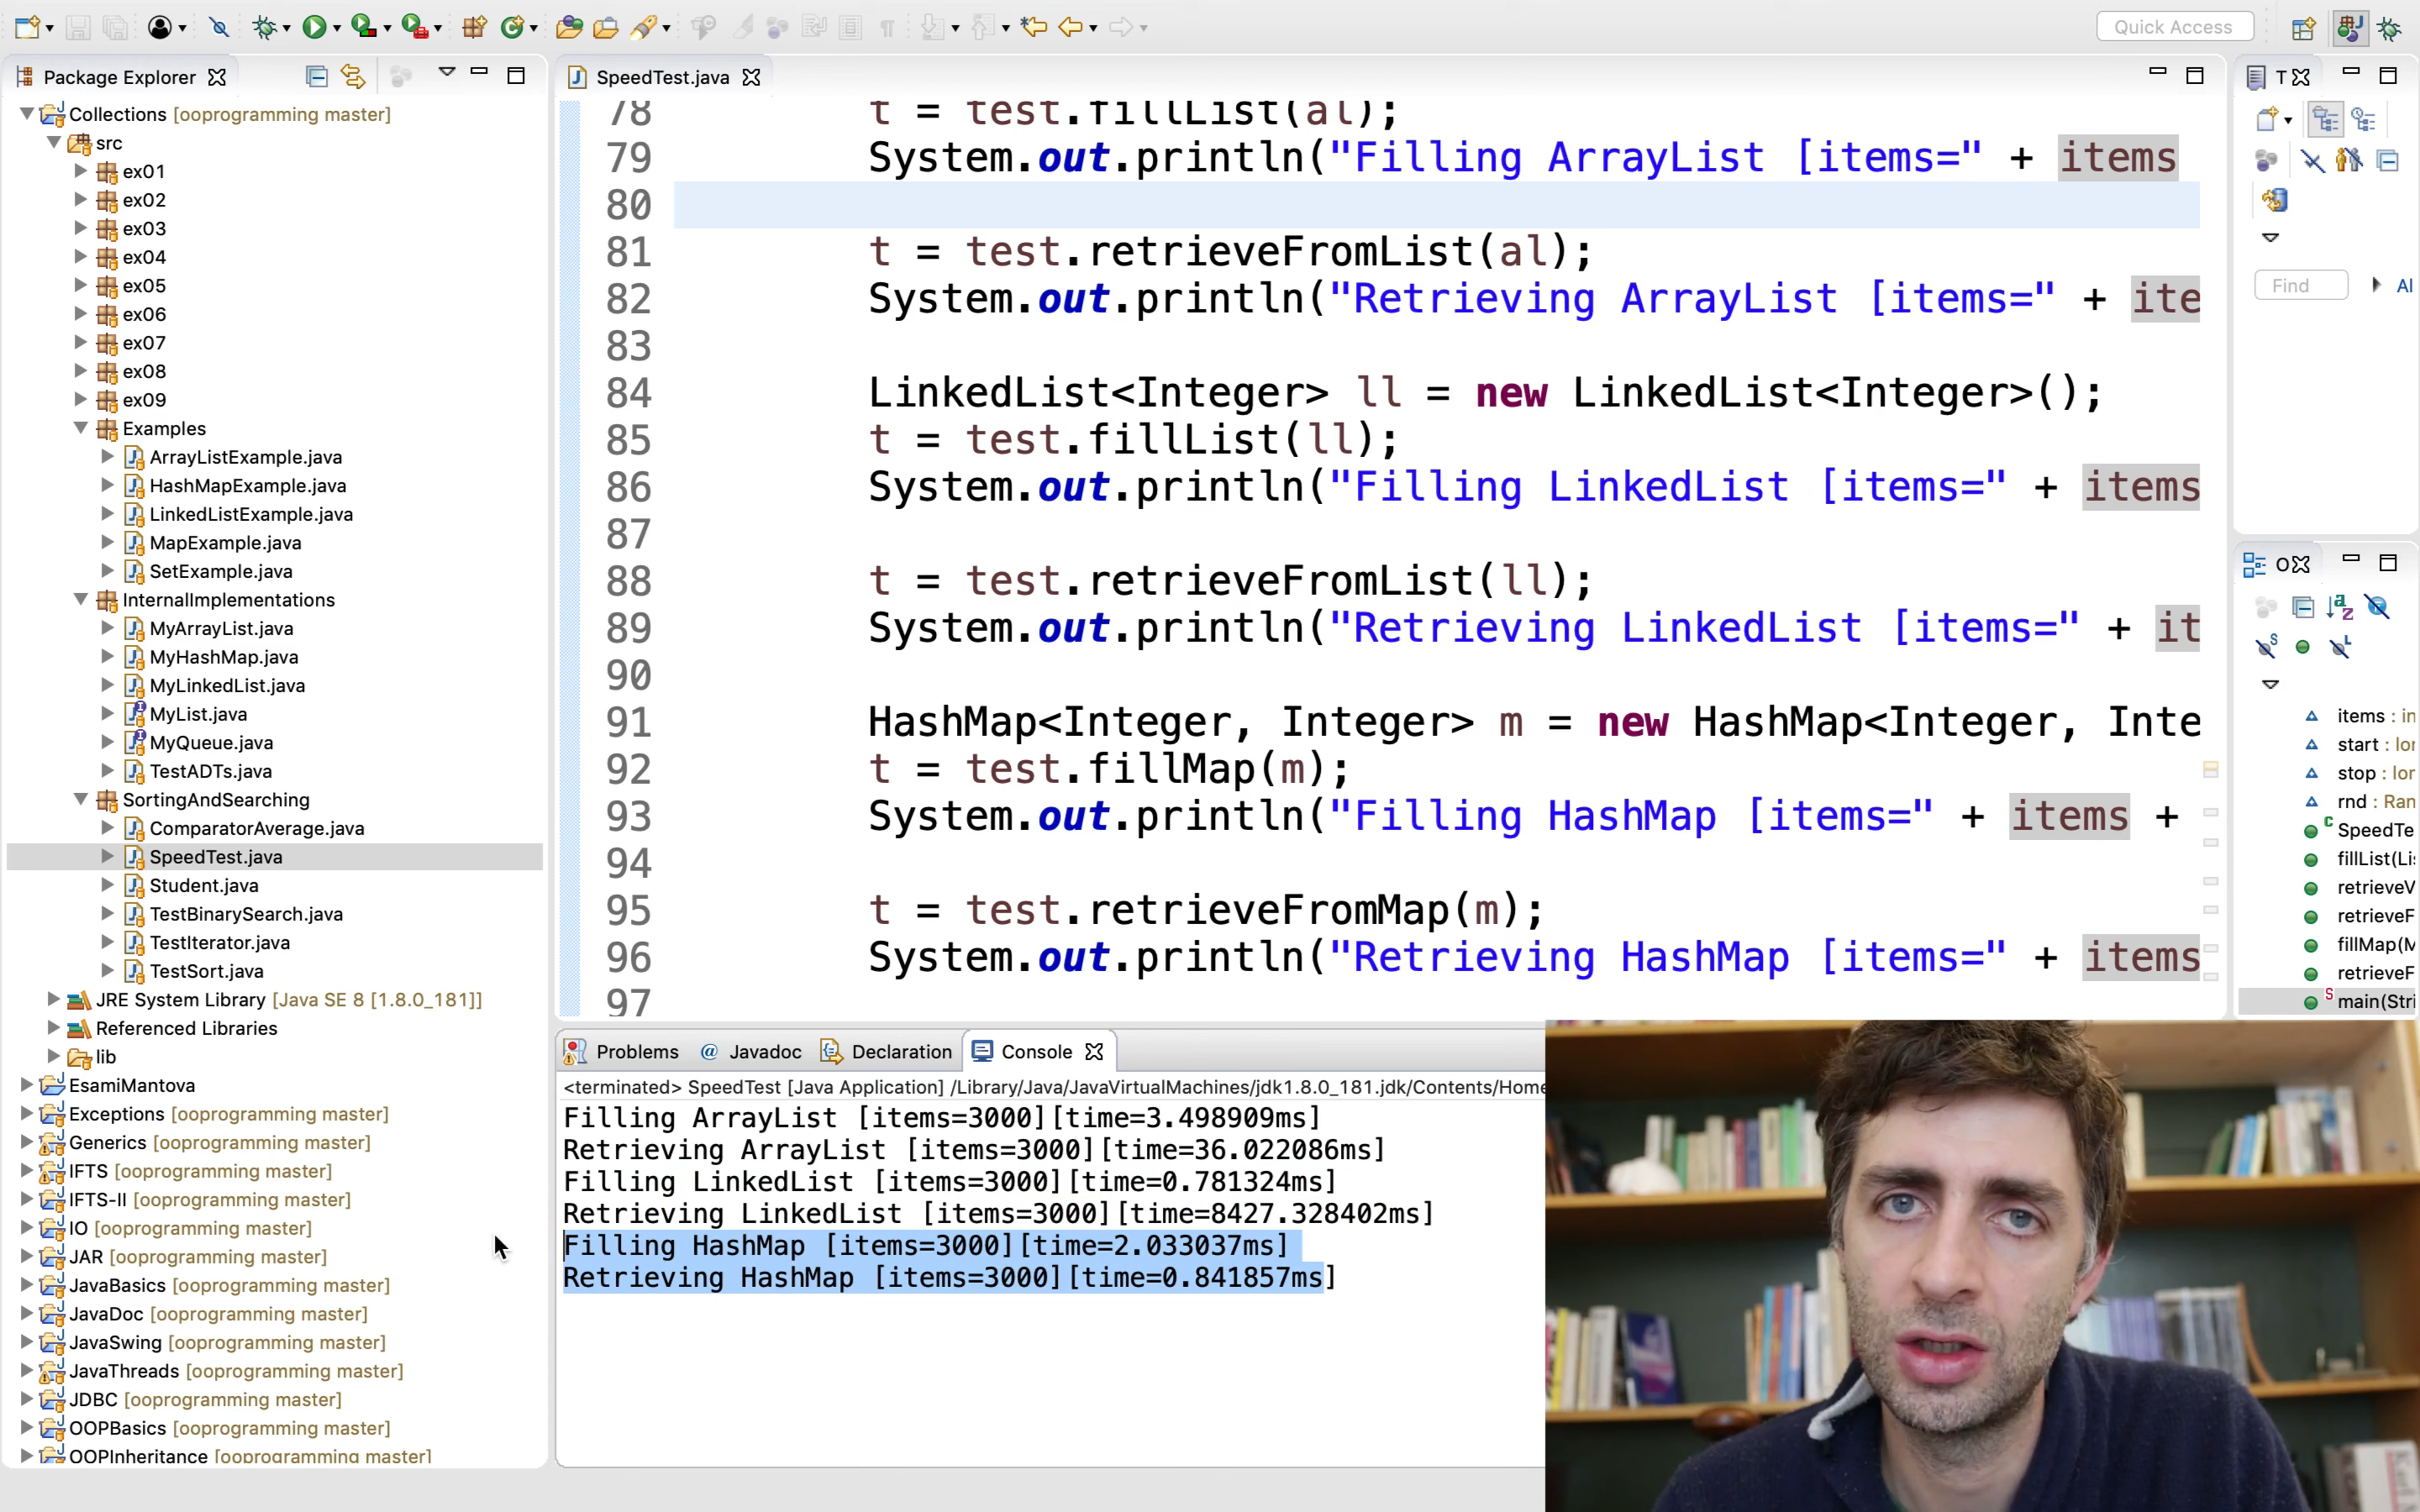 Quick Access
Package Explorer
Collections [ooprogramming master]
src
ex01
ex02
ex03
ex04
ex05
ex06
ex07
ex08
ex09
Examples
ArrayListExample.java
HashMapExample.java
LinkedListExample.java
MapExample.java
SetExample.java
InternalImplementations
MyArrayList.java
MyHashMap.java
MyLinkedList.java
MyList.java
MyQueue.java
TestADTs.java
SortingAndSearching
ComparatorAverage.java
SpeedTest.java
Student.java
TestBinarySearch.java
TestIterator.java
TestSort.java
JRE System Library [Java SE 8 [1.8.0_181]]
Referenced Libraries
lib
EsamiMantova
Exceptions [ooprogramming master]
Generics [ooprogramming master]
IFTS [ooprogramming master]
IFTS-II [ooprogramming master]
IO [ooprogramming master]
JAR [ooprogramming master]
JavaBasics [ooprogramming master]
JavaDoc [ooprogramming master]
JavaSwing [ooprogramming master]
JavaThreads [ooprogramming master]
JDBC [ooprogramming master]
OOPBasics [ooprogramming master]
OOPInheritance [ooprogramming master]
SpeedTest.java
78 t = test.fillList(al);
79 System.out.println("Filling ArrayList [items=" + items
80
81 t = test.retrieveFromList(al);
82 System.out.println("Retrieving ArrayList [items=" + ite
83
84 LinkedList<Integer> ll = new LinkedList<Integer>();
85 t = test.fillList(ll);
86 System.out.println("Filling LinkedList [items=" + items
87
88 t = test.retrieveFromList(ll);
89 System.out.println("Retrieving LinkedList [items=" + it
90
91 HashMap<Integer, Integer> m = new HashMap<Integer, Inte
92 t = test.fillMap(m);
93 System.out.println("Filling HashMap [items=" + items +
94
95 t = test.retrieveFromMap(m);
96 System.out.println("Retrieving HashMap [items=" + items
97
Problems @ Javadoc Declaration Console
<terminated> SpeedTest [Java Application] /Library/Java/JavaVirtualMachines/jdk1.8.0_181.jdk/Contents/Home
Filling ArrayList [items=3000][time=3.498909ms]
Retrieving ArrayList [items=3000][time=36.022086ms]
Filling LinkedList [items=3000][time=0.781324ms]
Retrieving LinkedList [items=3000][time=8427.328402ms]
Filling HashMap [items=3000][time=2.033037ms]
Retrieving HashMap [items=3000][time=0.841857ms]
T
Find
Al
O
items : in
start : lor
stop : lor
rnd : Ran
SpeedTe
fillList(Li
retrieveV
retrieveF
fillMap(M
retrieveF
main(Stri